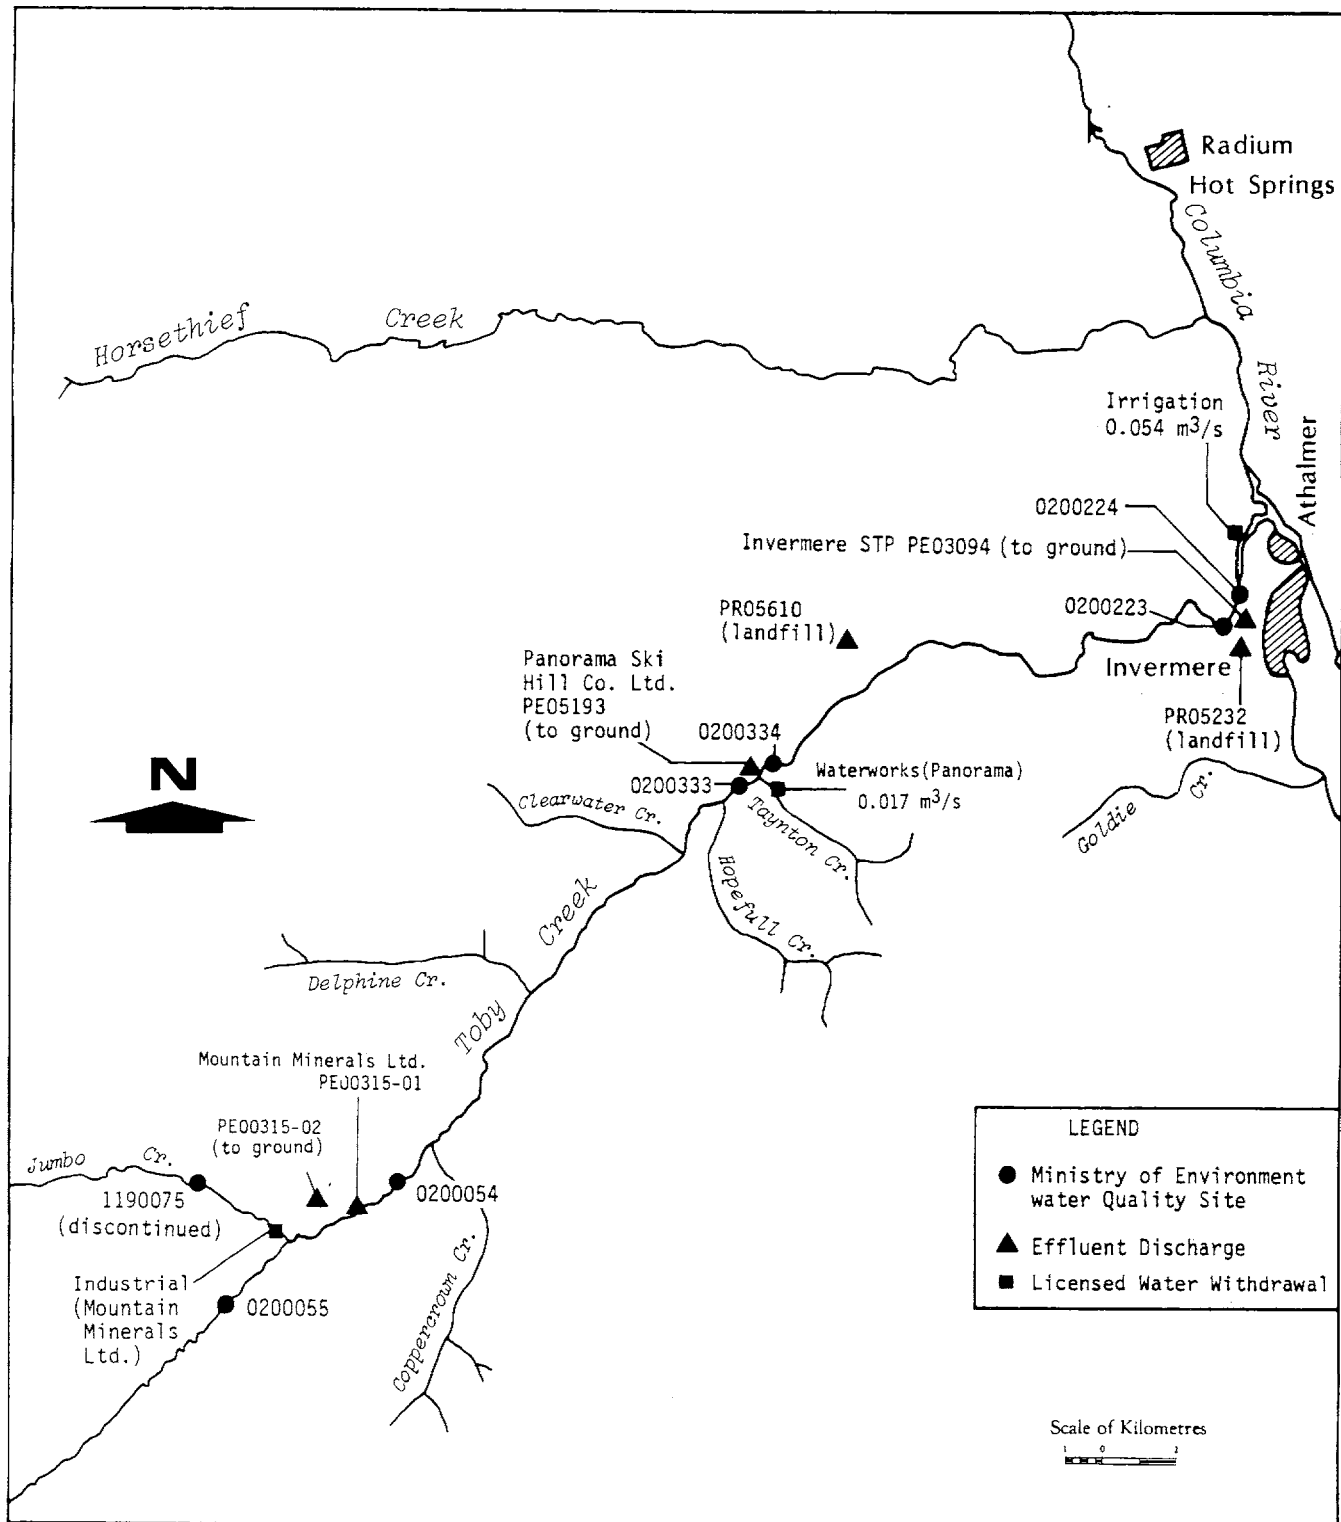 Radium
Hot Springs
Columbia
River
Horsethief
Creek
Irrigation
0.054 m³/s
Athalmer
0200224
Invermere STP PE03094 (to ground)
PR05610
(landfill)
0200223
Panorama Ski
Hill Co. Ltd.
PE05193
(to ground)
Invermere
PR05232
(landfill)
0200334
Waterworks(Panorama)
0.017 m³/s
0200333
N
Clearwater Cr.
Taynton Cr.
Goldie Cr.
Hopefull Cr.
Toby
Creek
Delphine Cr.
Mountain Minerals Ltd.
PE00315-01
PE00315-02
(to ground)
Jumbo Cr.
1190075
(discontinued)
0200054
Industrial
(Mountain
Minerals
Ltd.)
0200055
Coppercrown Cr.
LEGEND
Ministry of Environment
water Quality Site
Effluent Discharge
Licensed Water Withdrawal
Scale of Kilometres
1 0 2